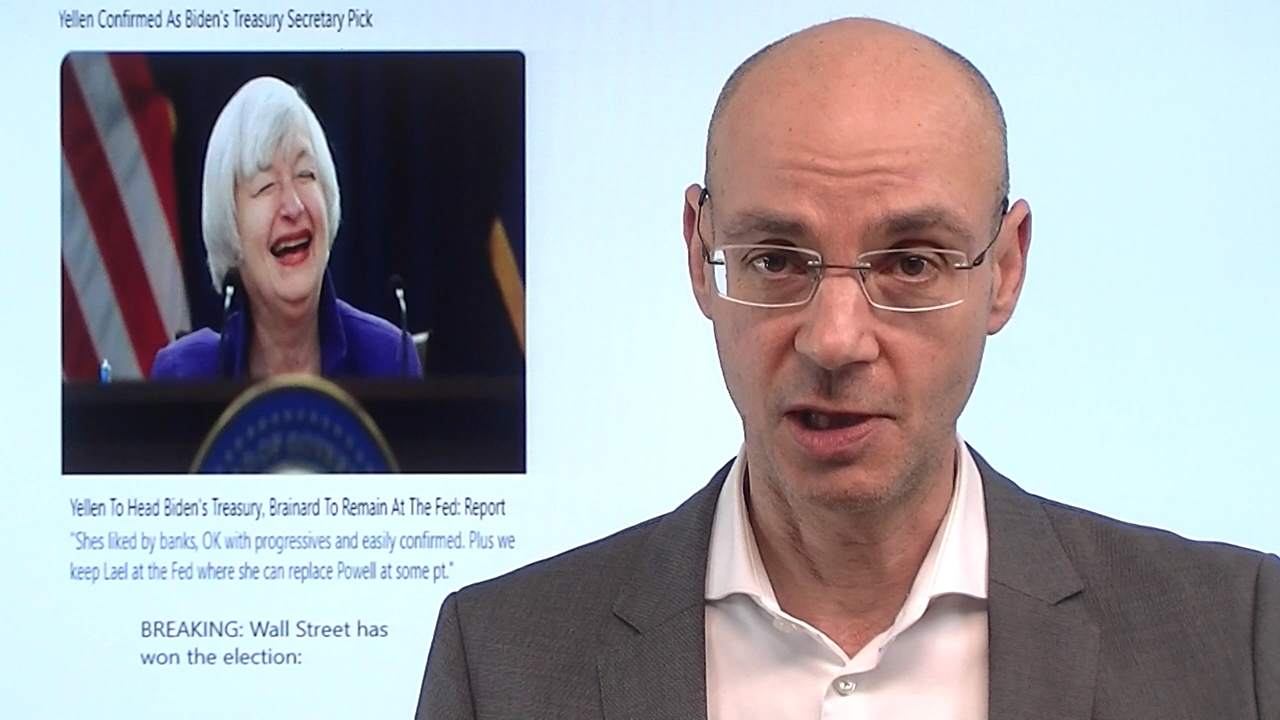 Yellen Confirmed As Biden's Treasury Secretary Pick
Yellen To Head Biden's Treasury, Brainard To Remain At The Fed: Report
"Shes liked by banks, OK with progressives and easily confirmed. Plus we
keep Lael at the Fed where she can replace Powell at some pt."
BREAKING: Wall Street has
won the election: